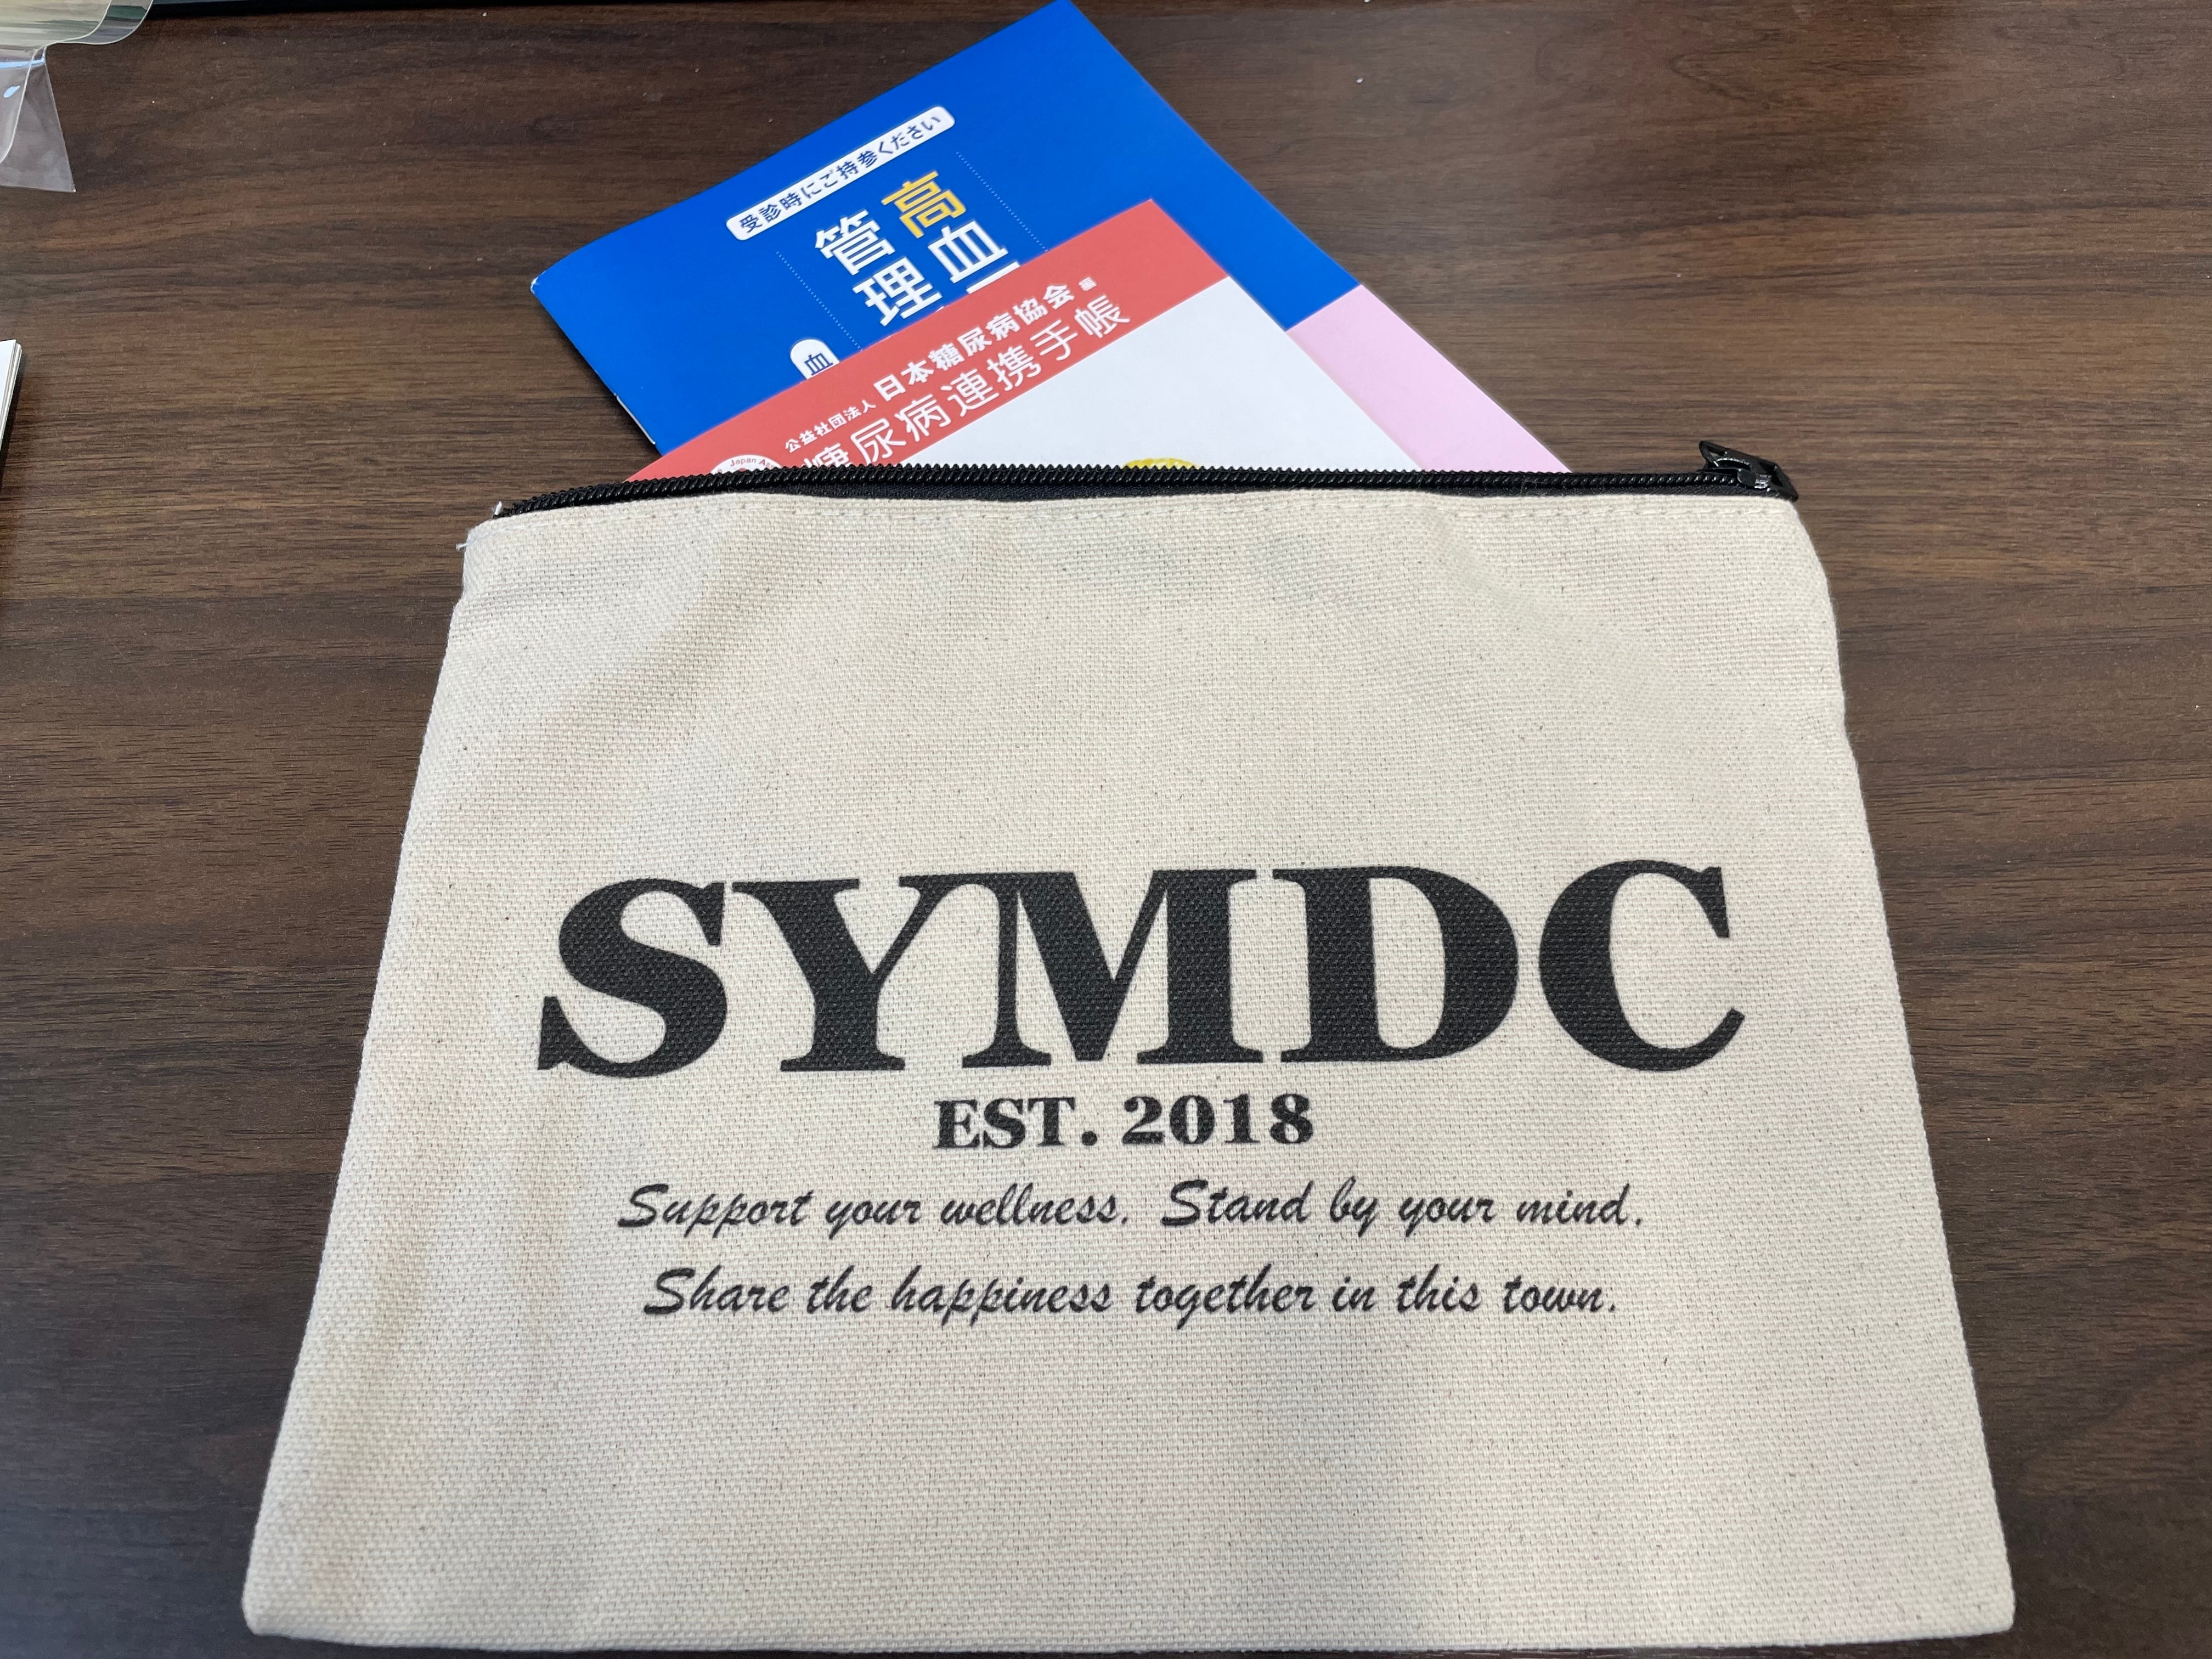 受診時にご持参ください
高血
管理
血
公益社団法人 日本糖尿病協会 編
糖尿病連携手帳
SYMDC
EST. 2018
Support your wellness. Stand by your mind.
Share the happiness together in this town.